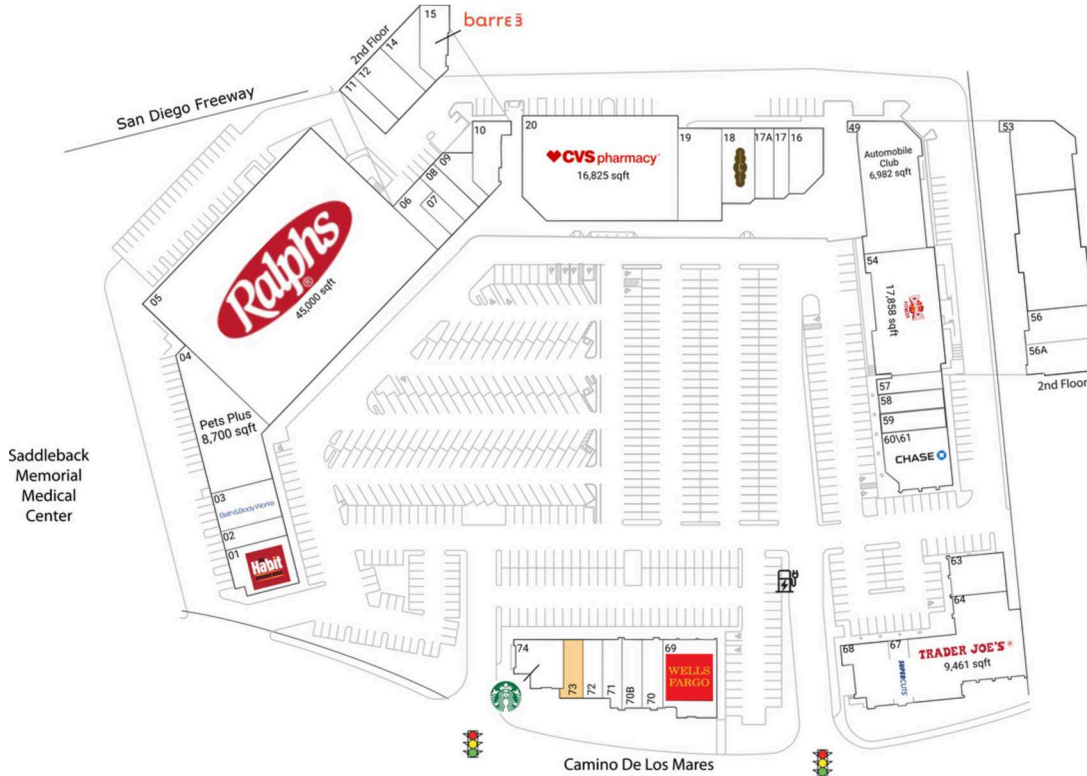 15
barre3
2nd Floor
14
12
11
San Diego Freeway
10
09
08
07
06
20
CVS pharmacy
16,825 sqft
19
18
17A
17
16
49
Automobile
Club
6,982 sqft
53
54
17,858 sqft
56
56A
2nd Floor
57
58
59
60\61
CHASE
05
Ralphs
45,000 sqft
04
Pets Plus
8,700 sqft
Saddleback
Memorial
Medical
Center
03
Bath&BodyWorks
02
01
The Habit
63
64
TRADER JOE'S
9,461 sqft
68
67
SUPERCUTS
74
73
72
71
70B
70
69
WELLS
FARGO
Camino De Los Mares